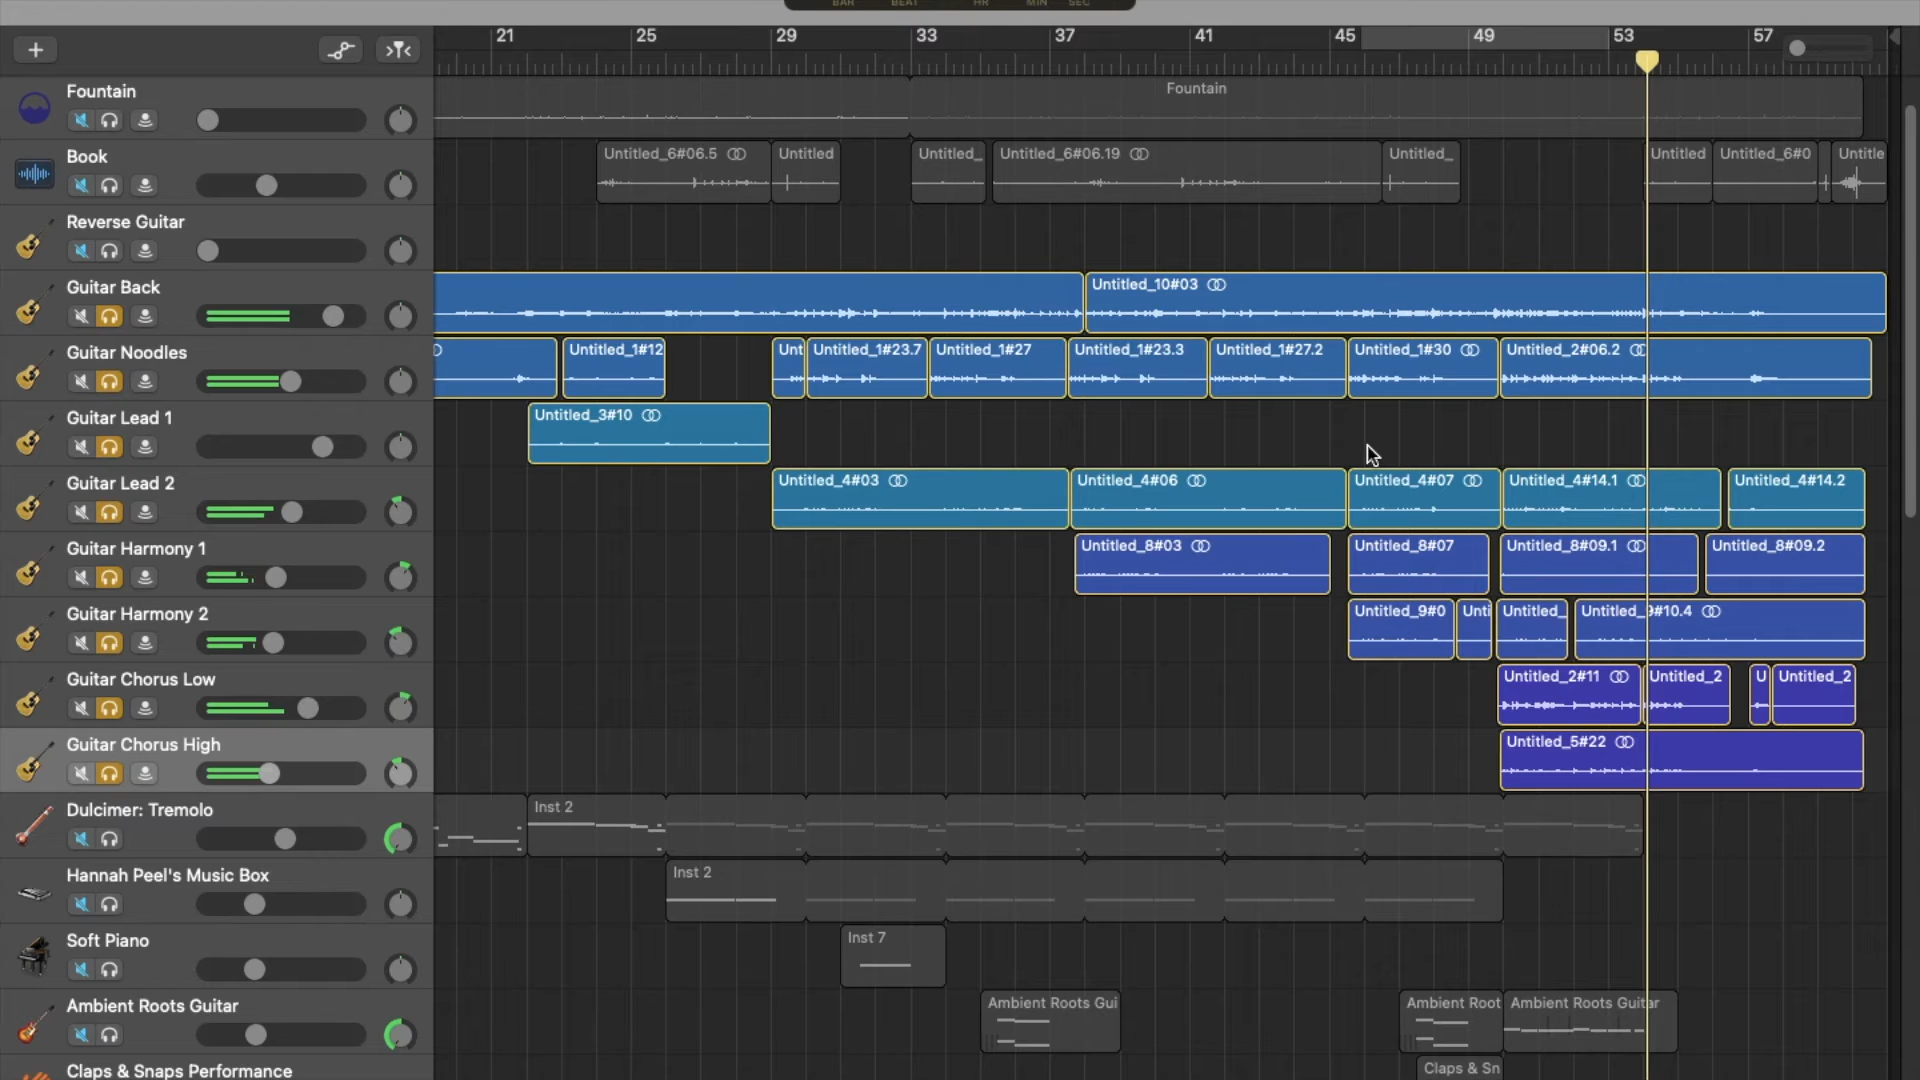 BAR BEAT HR MIN SEC
21 25 29 33 37 41 45 49 53 57
Fountain
Fountain
Book
Untitled_6#06.5
Untitled
Untitled_
Untitled_6#06.19
Untitled_
Untitled
Untitled_6#0
Untitle
Reverse Guitar
Guitar Back
Untitled_10#03
Guitar Noodles
Untitled_1#12
Unt
Untitled_1#23.7
Untitled_1#27
Untitled_1#23.3
Untitled_1#27.2
Untitled_1#30
Untitled_2#06.2
Guitar Lead 1
Untitled_3#10
Guitar Lead 2
Untitled_4#03
Untitled_4#06
Untitled_4#07
Untitled_4#14.1
Untitled_4#14.2
Guitar Harmony 1
Untitled_8#03
Untitled_8#07
Untitled_8#09.1
Untitled_8#09.2
Guitar Harmony 2
Untitled_9#0
Unti
Untitled_
Untitled_9#10.4
Guitar Chorus Low
Untitled_2#11
Untitled_2
U
Untitled_2
Guitar Chorus High
Untitled_5#22
Dulcimer: Tremolo
Inst 2
Hannah Peel's Music Box
Inst 2
Soft Piano
Inst 7
Ambient Roots Guitar
Ambient Roots Gui
Ambient Root
Ambient Roots Guitar
Claps & Snaps Performance
Claps & Sn